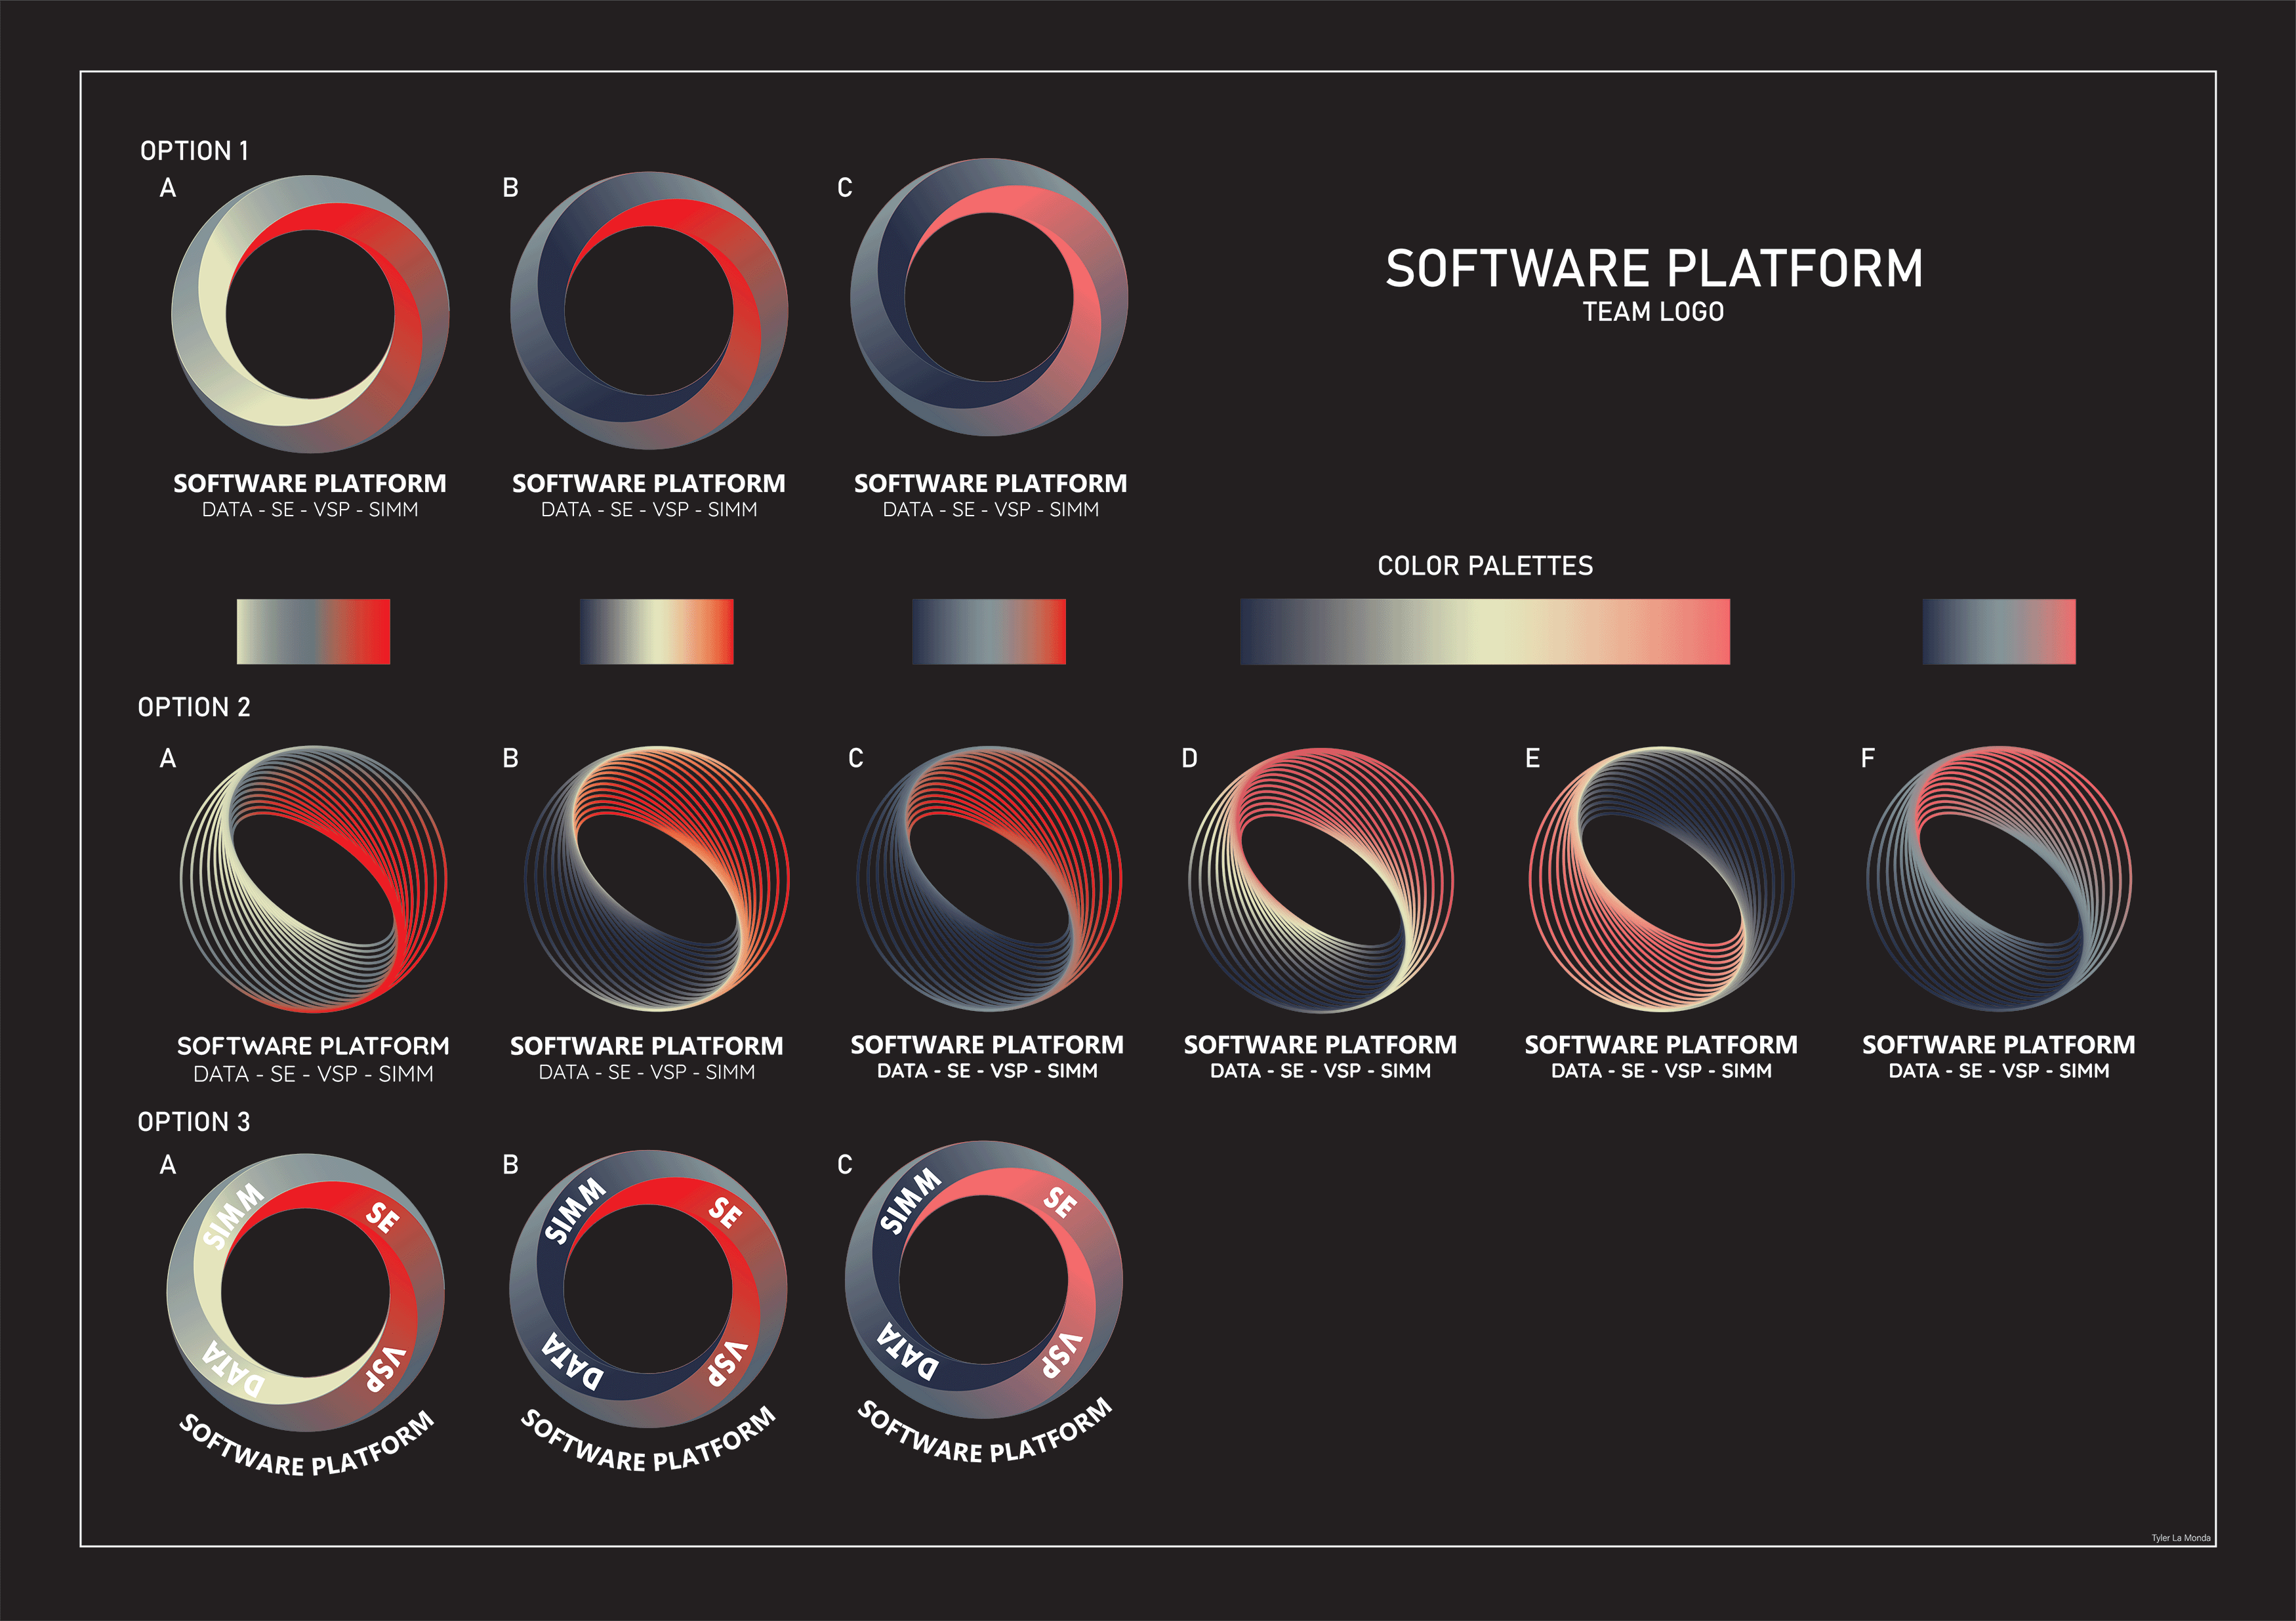 OPTION 1
A
B
C
SOFTWARE PLATFORM
TEAM LOGO
SOFTWARE PLATFORM
DATA - SE - VSP - SIMM
SOFTWARE PLATFORM
DATA - SE - VSP - SIMM
SOFTWARE PLATFORM
DATA - SE - VSP - SIMM
COLOR PALETTES
OPTION 2
A
B
C
D
E
F
SOFTWARE PLATFORM
DATA - SE - VSP - SIMM
SOFTWARE PLATFORM
DATA - SE - VSP - SIMM
SOFTWARE PLATFORM
DATA - SE - VSP - SIMM
SOFTWARE PLATFORM
DATA - SE - VSP - SIMM
SOFTWARE PLATFORM
DATA - SE - VSP - SIMM
SOFTWARE PLATFORM
DATA - SE - VSP - SIMM
OPTION 3
A
SIMM
SE
DATA
VSP
SOFTWARE PLATFORM
B
SIMM
SE
DATA
VSP
SOFTWARE PLATFORM
C
SIMM
SE
DATA
VSP
SOFTWARE PLATFORM
Tyler La Monda